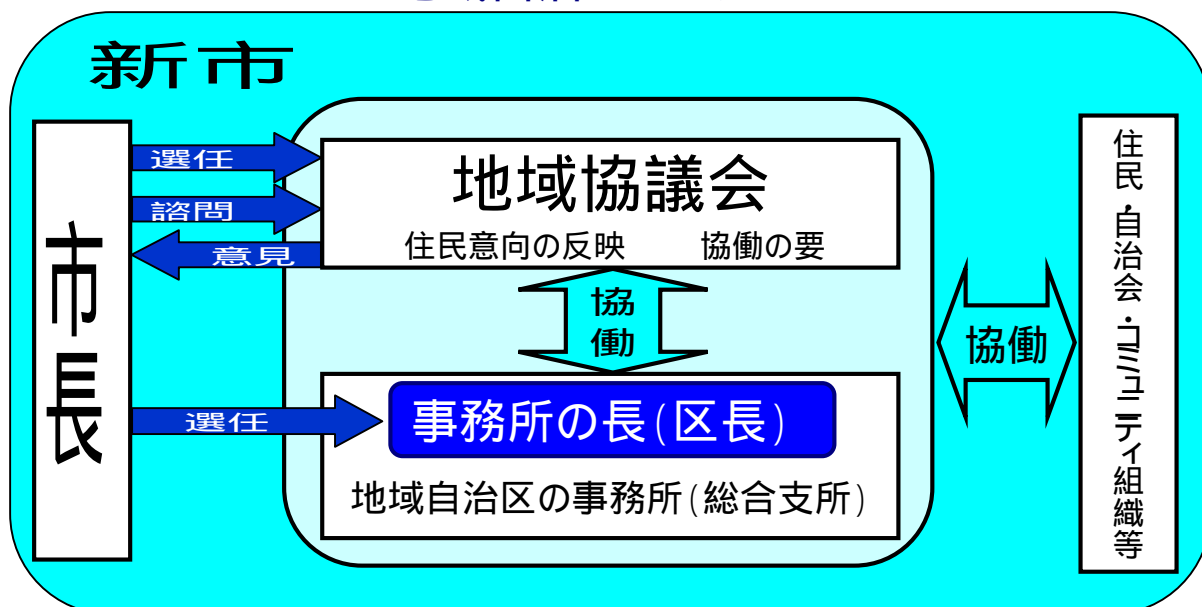 新市
市長
選任
諮問
意見
地域協議会
住民意向の反映 協働の要
協働
選任
事務所の長(区長)
地域自治区の事務所(総合支所)
協働
住民・自治会・コミュニティ組織等